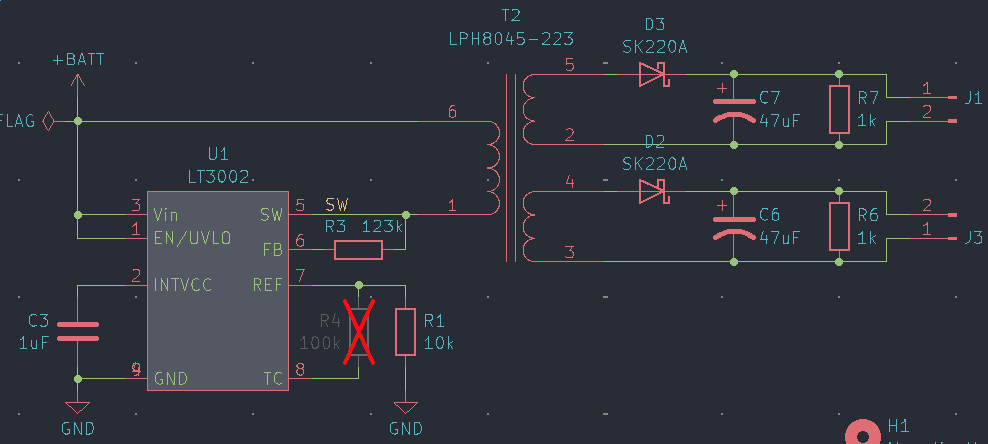 T2
LPH8045-223
D3
SK220A
+BATT
5
1
J1
C7
47uF
R7
1k
2
6
FLAG
2
D2
SK220A
U1
LT3002
4
2
C6
47uF
R6
1k
1
J3
3
3
Vin
SW
5
SW
1
1
EN/UVLO
R3
123k
FB
6
2
INTVCC
REF
7
C3
1uF
R4
100k
R1
10k
9
GND
TC
8
GND
GND
H1